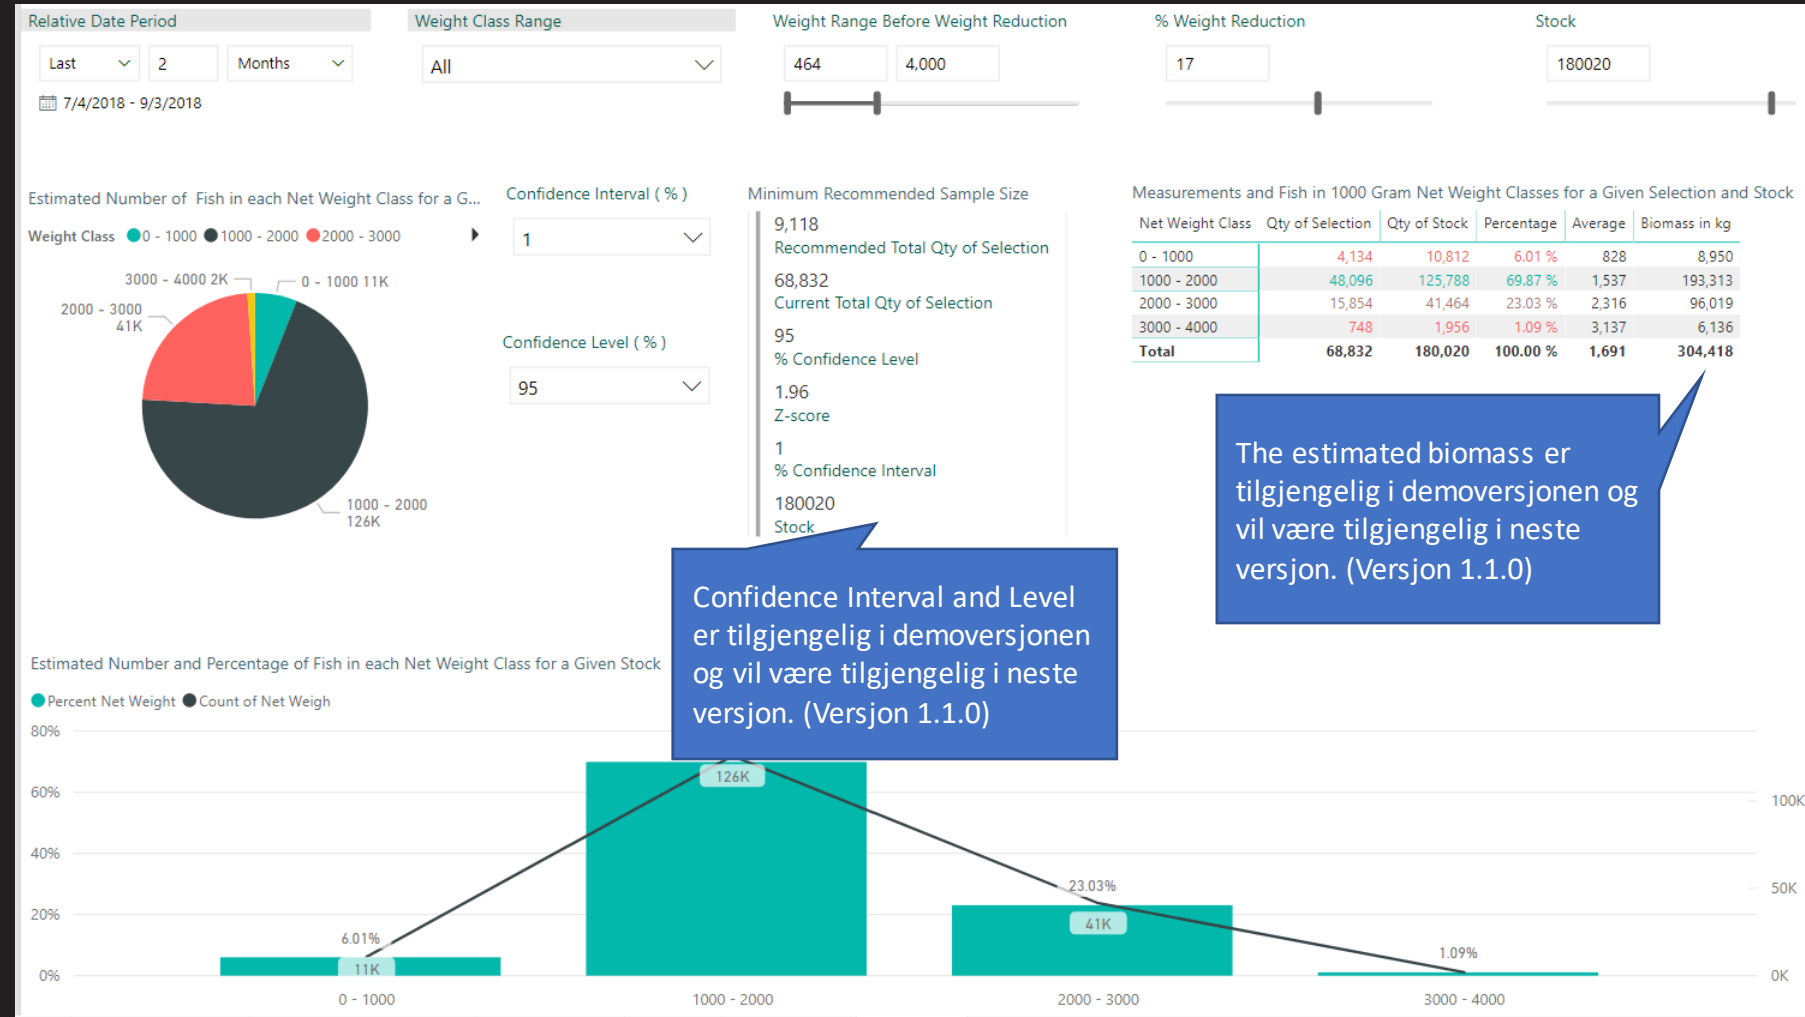 Relative Date Period
Weight Class Range
Weight Range Before Weight Reduction
% Weight Reduction
Stock
Last 2 Months
All
464 4,000
17
180020
7/4/2018 - 9/3/2018
Estimated Number of Fish in each Net Weight Class for a G...
Weight Class 0 - 1000 1000 - 2000 2000 - 3000
3000 - 4000 2K
0 - 1000 11K
2000 - 3000
41K
1000 - 2000
126K
Confidence Interval ( % )
1
Confidence Level ( % )
95
Minimum Recommended Sample Size
9,118
Recommended Total Qty of Selection
68,832
Current Total Qty of Selection
95
% Confidence Level
1.96
Z-score
1
% Confidence Interval
180020
Stock
Measurements and Fish in 1000 Gram Net Weight Classes for a Given Selection and Stock
Net Weight Class Qty of Selection Qty of Stock Percentage Average Biomass in kg
0 - 1000 4,134 10,812 6.01 % 828 8,950
1000 - 2000 48,096 125,788 69.87 % 1,537 193,313
2000 - 3000 15,854 41,464 23.03 % 2,316 96,019
3000 - 4000 748 1,956 1.09 % 3,137 6,136
Total 68,832 180,020 100.00 % 1,691 304,418
The estimated biomass er
tilgjengelig i demoversjonen og
vil være tilgjengelig i neste
versjon. (Versjon 1.1.0)
Confidence Interval and Level
er tilgjengelig i demoversjonen
og vil være tilgjengelig i neste
versjon. (Versjon 1.1.0)
Estimated Number and Percentage of Fish in each Net Weight Class for a Given Stock
Percent Net Weight Count of Net Weigh
80%
60%
40%
20%
0%
100K
50K
0K
6.01%
11K
126K
23.03%
41K
1.09%
0 - 1000
1000 - 2000
2000 - 3000
3000 - 4000